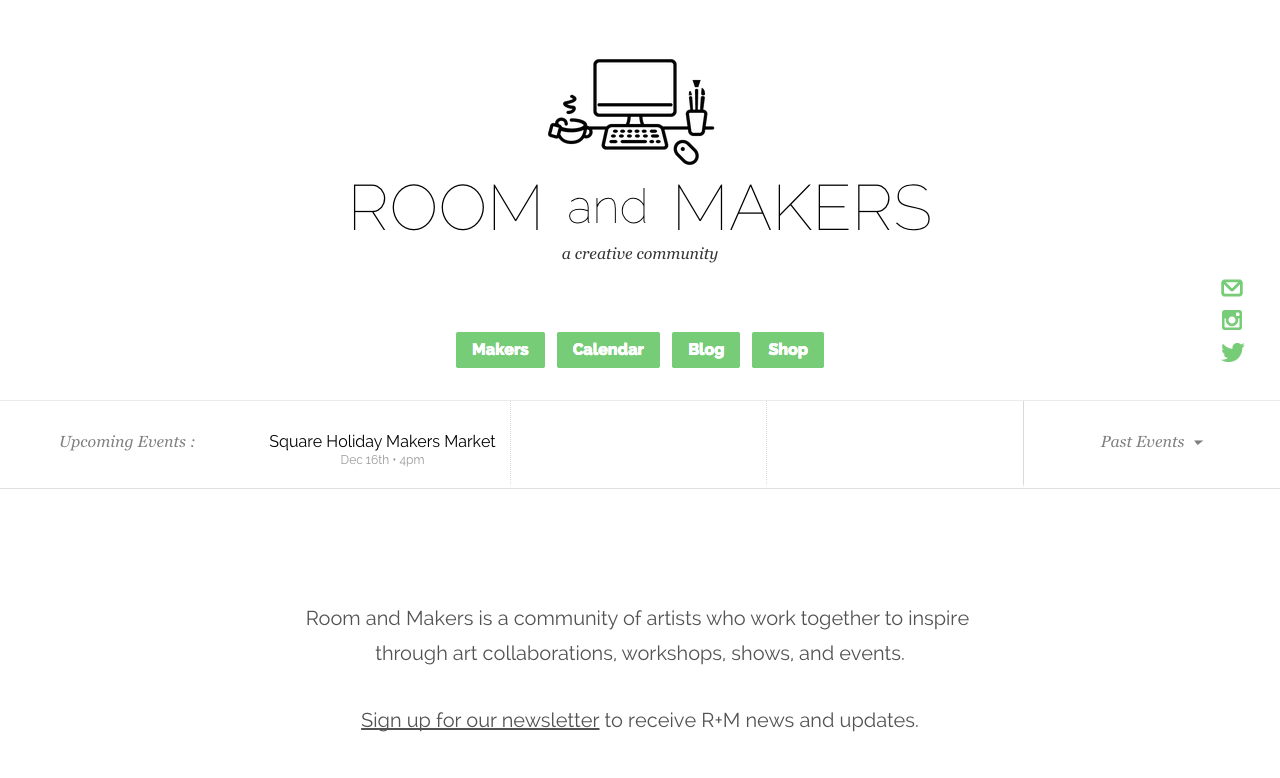 ROOM and MAKERS
a creative community
Makers Calendar Blog Shop
Upcoming Events : Square Holiday Makers Market Past Events
Dec 16th • 4pm
Room and Makers is a community of artists who work together to inspire
through art collaborations, workshops, shows, and events.
Sign up for our newsletter to receive R+M news and updates.